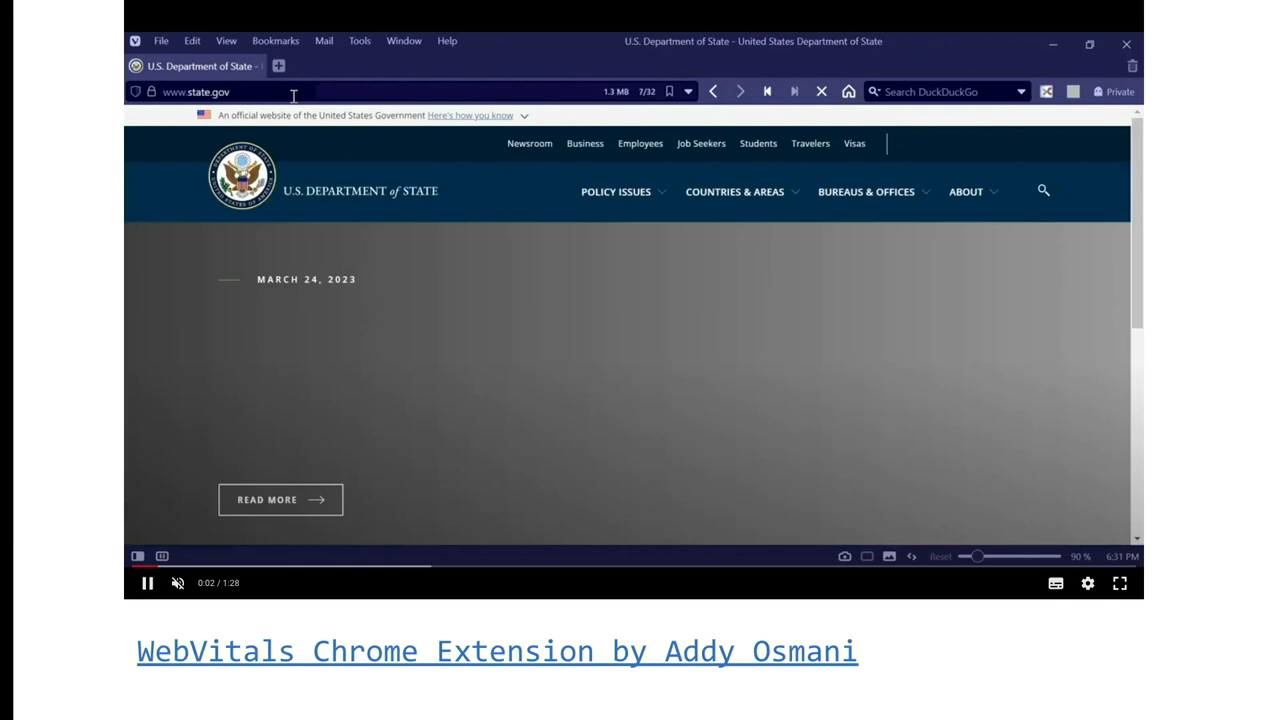 File Edit View Bookmarks Mail Tools Window Help U.S. Department of State - United States Department of State
U.S. Department of State -
www.state.gov 1.3 MB 7/32 Search DuckDuckGo Private
An official website of the United States Government Here's how you know
Newsroom Business Employees Job Seekers Students Travelers Visas
U.S. DEPARTMENT of STATE POLICY ISSUES COUNTRIES & AREAS BUREAUS & OFFICES ABOUT
MARCH 24, 2023
READ MORE
Reset 90 % 6:31 PM
0:02 / 1:28
WebVitals Chrome Extension by Addy Osmani